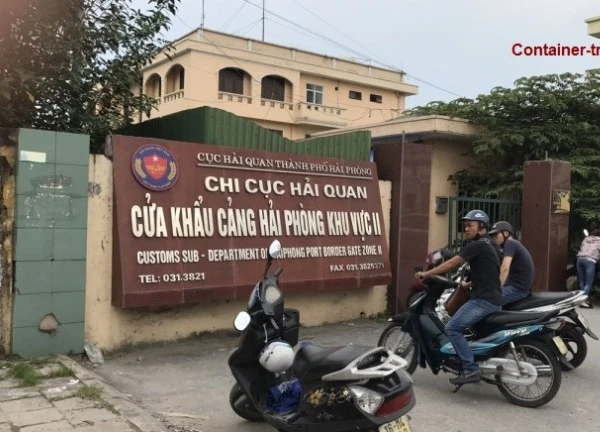 Container-tr
CỤC HẢI QUAN THÀNH PHỐ HẢI PHÒNG
CHI CỤC HẢI QUAN
CỬA KHẨU CẢNG HẢI PHÒNG KHU VỰC II
CUSTOMS SUB - DEPARTMENT OF HAIPHONG PORT BORDER GATE ZONE II
TEL: 031.3821
FAX 031.3825371